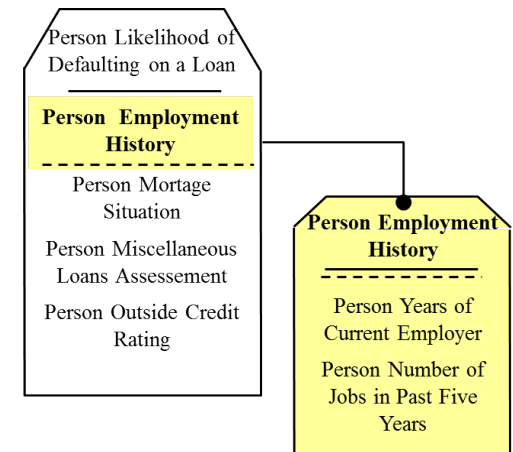 Person Likelihood of
Defaulting on a Loan
Person Employment
History
Person Mortage
Situation
Person Miscellaneous
Loans Assessement
Person Outside Credit
Rating
Person Employment
History
Person Years of
Current Employer
Person Number of
Jobs in Past Five
Years